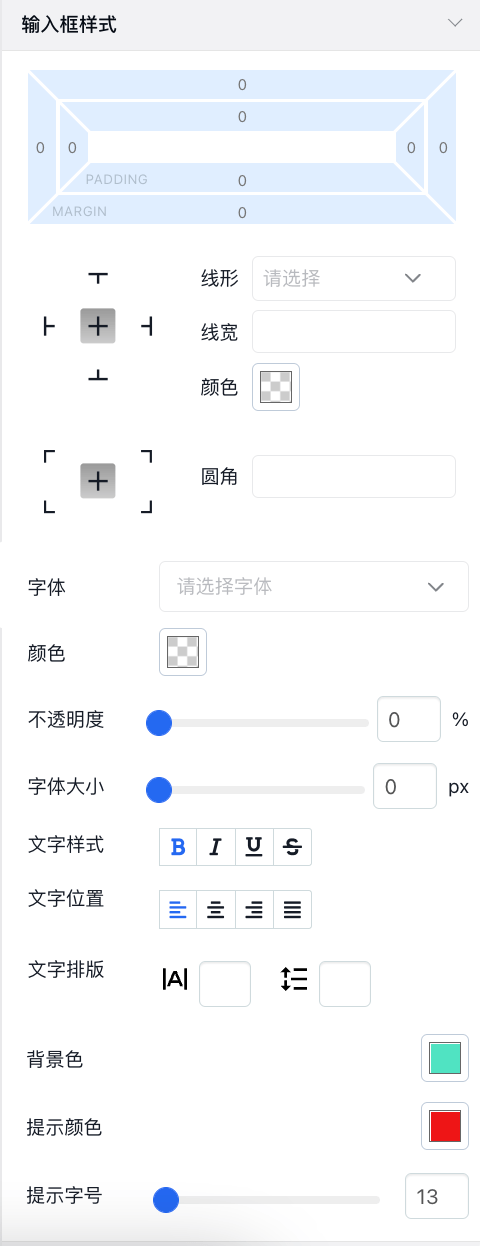 输入框样式
0
0
0 0 0 0
PADDING 0
MARGIN 0
线形 请选择
线宽
颜色
圆角
字体 请选择字体
颜色
不透明度 0 %
字体大小 0 px
文字样式 B I U S
文字位置
文字排版 |A|
背景色
提示颜色
提示字号 13